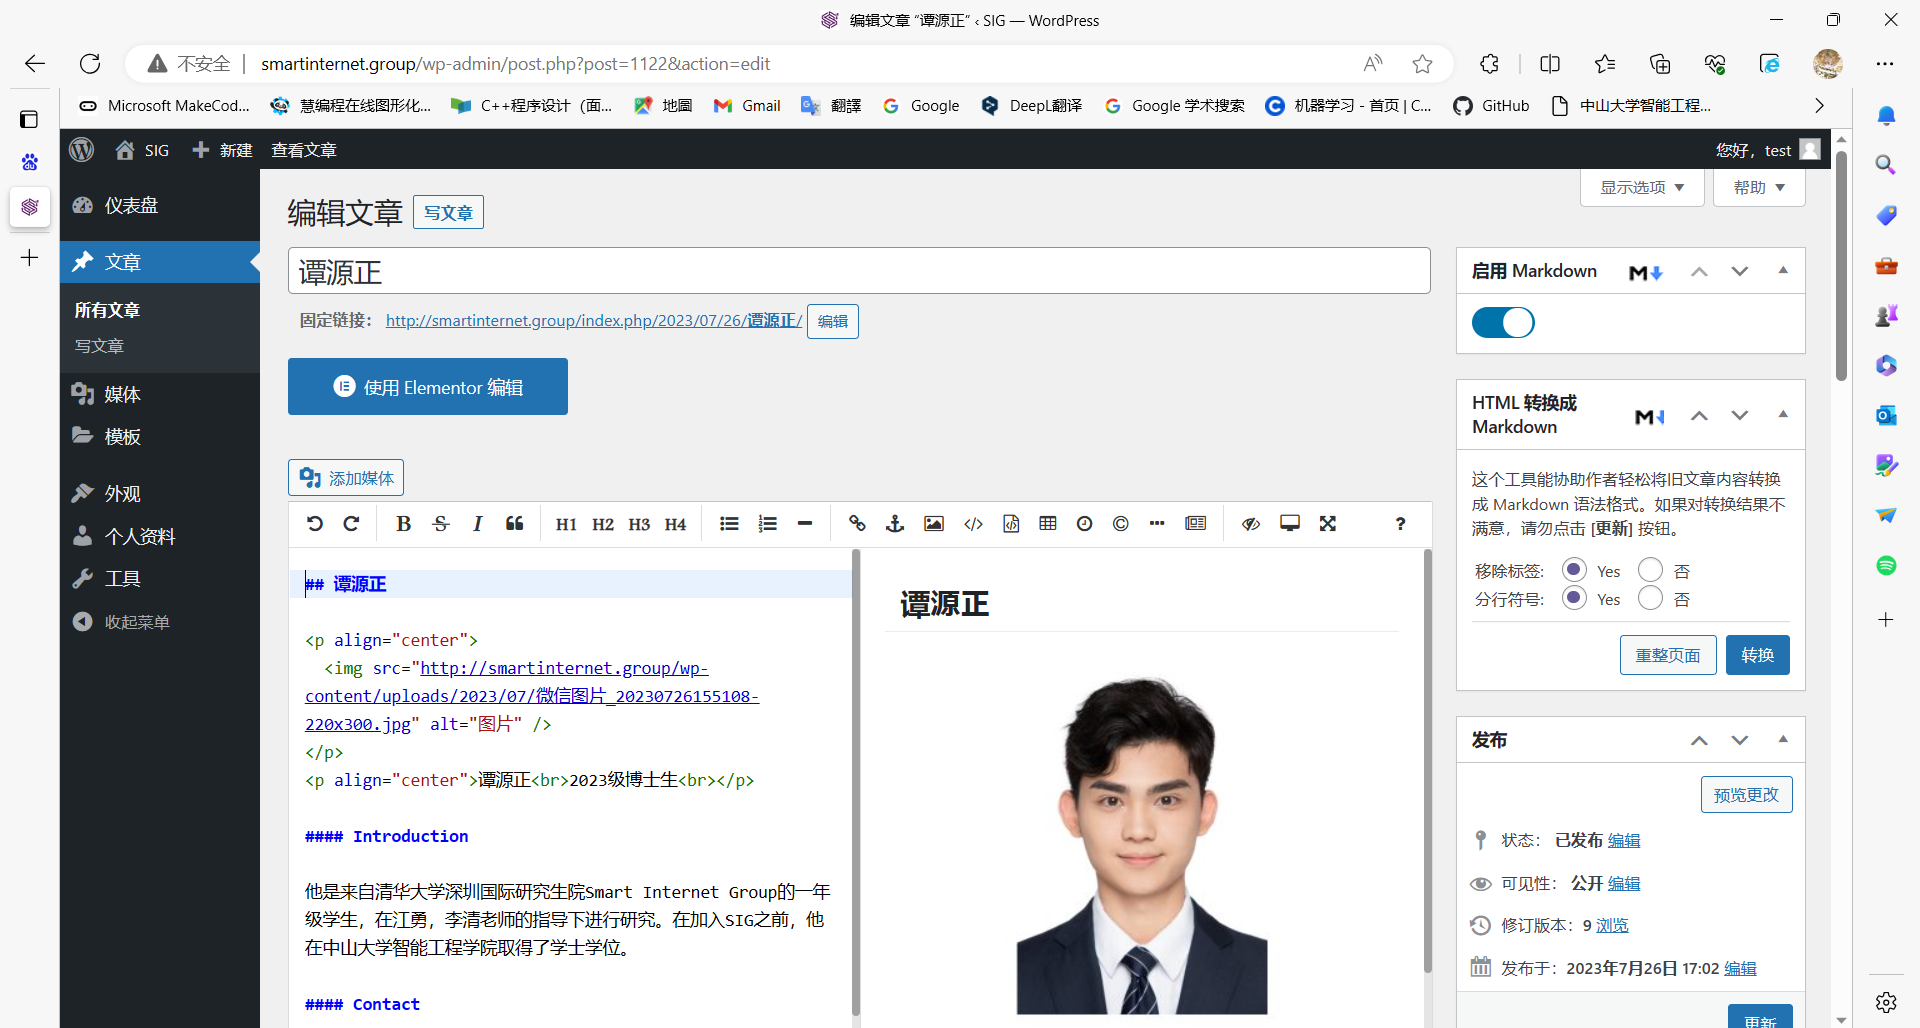 编辑文章 “谭源正” ‹ SIG — WordPress
不安全 smartinternet.group/wp-admin/post.php?post=1122&action=edit
Microsoft MakeCod... 慧编程在线图形化... C++程序设计（面... 地圖 Gmail 翻譯 Google DeepL翻译 Google 学术搜索 机器学习 - 首页 | C... GitHub 中山大学智能工程...
SIG 新建 查看文章 您好，test
显示选项 帮助
仪表盘
文章
所有文章
写文章
媒体
模板
外观
个人资料
工具
收起菜单
编辑文章 写文章
谭源正
固定链接： http://smartinternet.group/index.php/2023/07/26/谭源正/ 编辑
使用 Elementor 编辑
添加媒体
B S I H1 H2 H3 H4 ?
## 谭源正
<p align="center">
<img src="http://smartinternet.group/wp-
content/uploads/2023/07/微信图片_20230726155108-
220x300.jpg" alt="图片" />
</p>
<p align="center">谭源正<br>2023级博士生<br></p>
#### Introduction
他是来自清华大学深圳国际研究生院Smart Internet Group的一年
级学生，在江勇，李清老师的指导下进行研究。在加入SIG之前，他
在中山大学智能工程学院取得了学士学位。
#### Contact
谭源正
启用 Markdown M
HTML 转换成
Markdown M
这个工具能协助作者轻松将旧文章内容转换
成 Markdown 语法格式。如果对转换结果不
满意，请勿点击 [更新] 按钮。
移除标签: Yes 否
分行符号: Yes 否
重整页面 转换
发布
预览更改
状态： 已发布 编辑
可见性： 公开 编辑
修订版本：9 浏览
发布于：2023年7月26日 17:02 编辑
更新